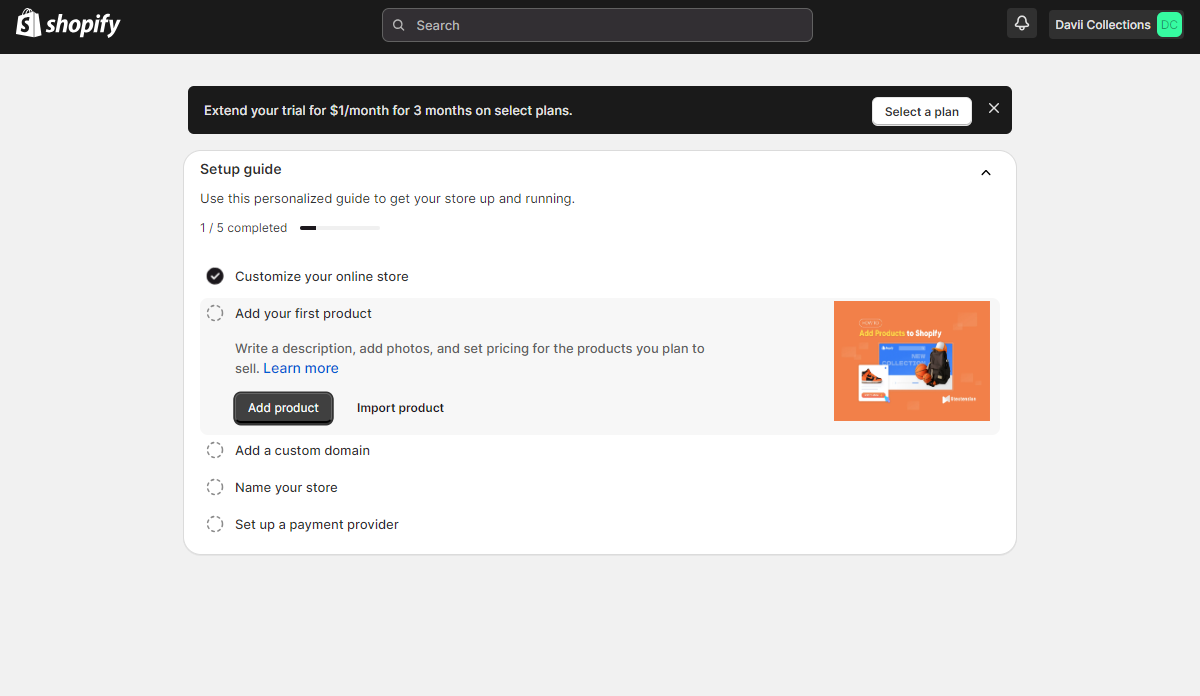 shopify
Search
Davii Collections DC
Extend your trial for $1/month for 3 months on select plans.
Select a plan
Setup guide
Use this personalized guide to get your store up and running.
1 / 5 completed
Customize your online store
Add your first product
Write a description, add photos, and set pricing for the products you plan to
sell. Learn more
Add product
Import product
Add Products to Shopify
NEW
COLLECTION
Add a custom domain
Name your store
Set up a payment provider